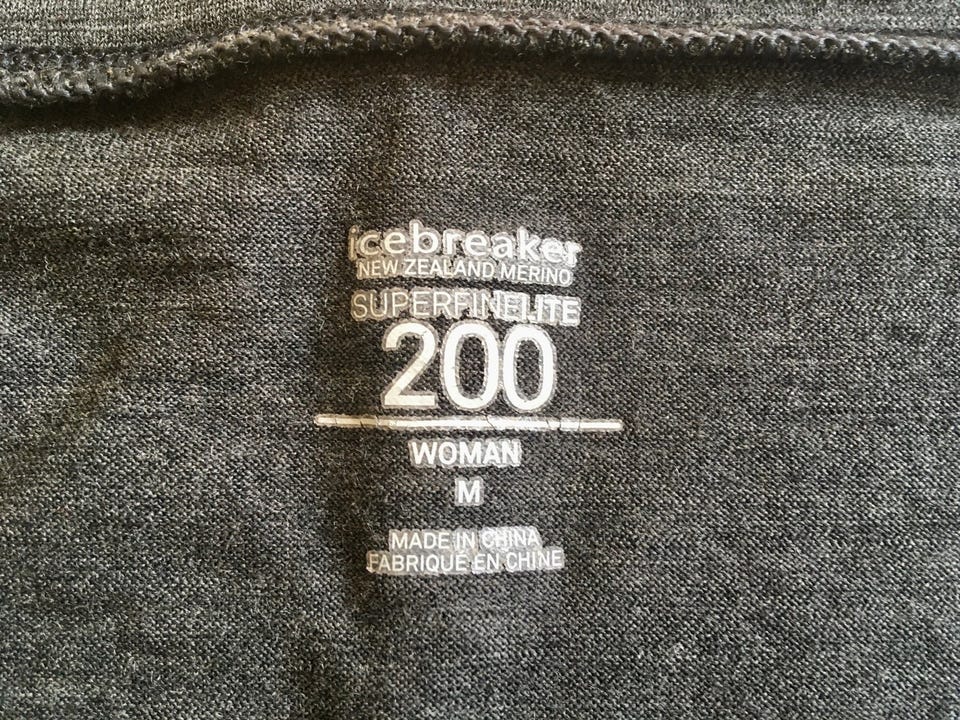 icebreaker
NEW ZEALAND MERINO
SUPERFINELITE
200
WOMAN
M
MADE IN CHINA
FABRIQUÉ EN CHINE